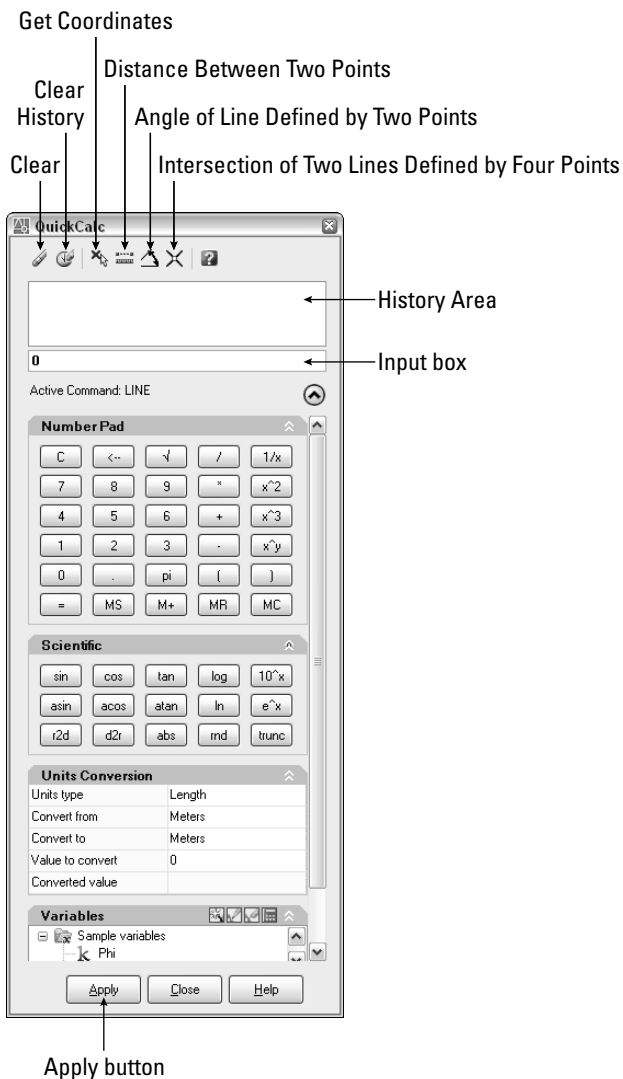 Get Coordinates
Distance Between Two Points
Clear
History
Angle of Line Defined by Two Points
Clear
Intersection of Two Lines Defined by Four Points
QuickCalc
History Area
0
Input box
Active Command: LINE
Number Pad
C <-- √ / 1/x
7 8 9 * x^2
4 5 6 + x^3
1 2 3 - x^y
0 . pi ( )
= MS M+ MR MC
Scientific
sin cos tan log 10^x
asin acos atan ln e^x
r2d d2r abs rnd trunc
Units Conversion
Units type Length
Convert from Meters
Convert to Meters
Value to convert 0
Converted value
Variables
Sample variables
k Phi
Apply Close Help
Apply button